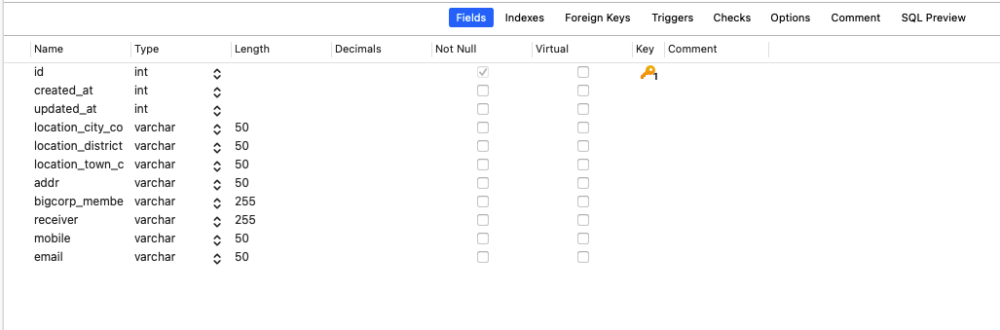 Fields Indexes Foreign Keys Triggers Checks Options Comment SQL Preview
Name Type Length Decimals Not Null Virtual Key Comment
id int 1
created_at int
updated_at int
location_city_co varchar 50
location_district varchar 50
location_town_c varchar 50
addr varchar 50
bigcorp_membe varchar 255
receiver varchar 255
mobile varchar 50
email varchar 50